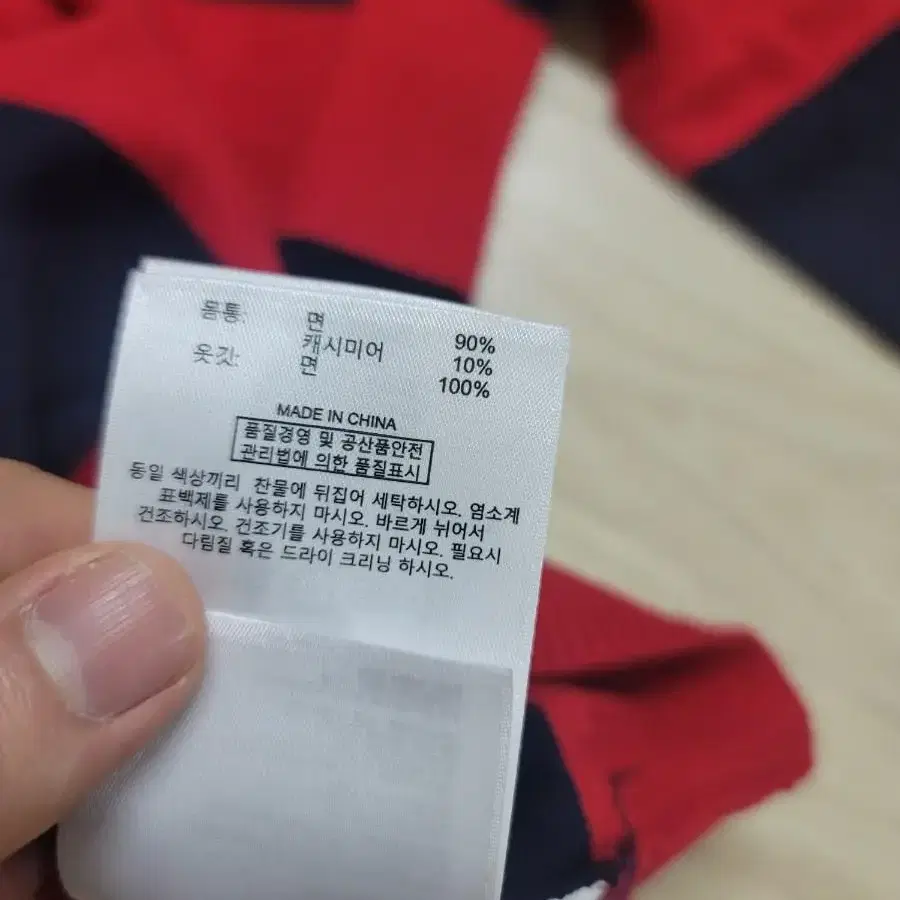 몸통: 면 90%
캐시미어 10%
옷깃: 면 100%
MADE IN CHINA
품질경영 및 공산품안전
관리법에 의한 품질표시
동일 색상끼리 찬물에 뒤집어 세탁하시오. 염소계
표백제를 사용하지 마시오. 바르게 뉘어서
건조하시오. 건조기를 사용하지 마시오. 필요시
다림질 혹은 드라이 크리닝 하시오.